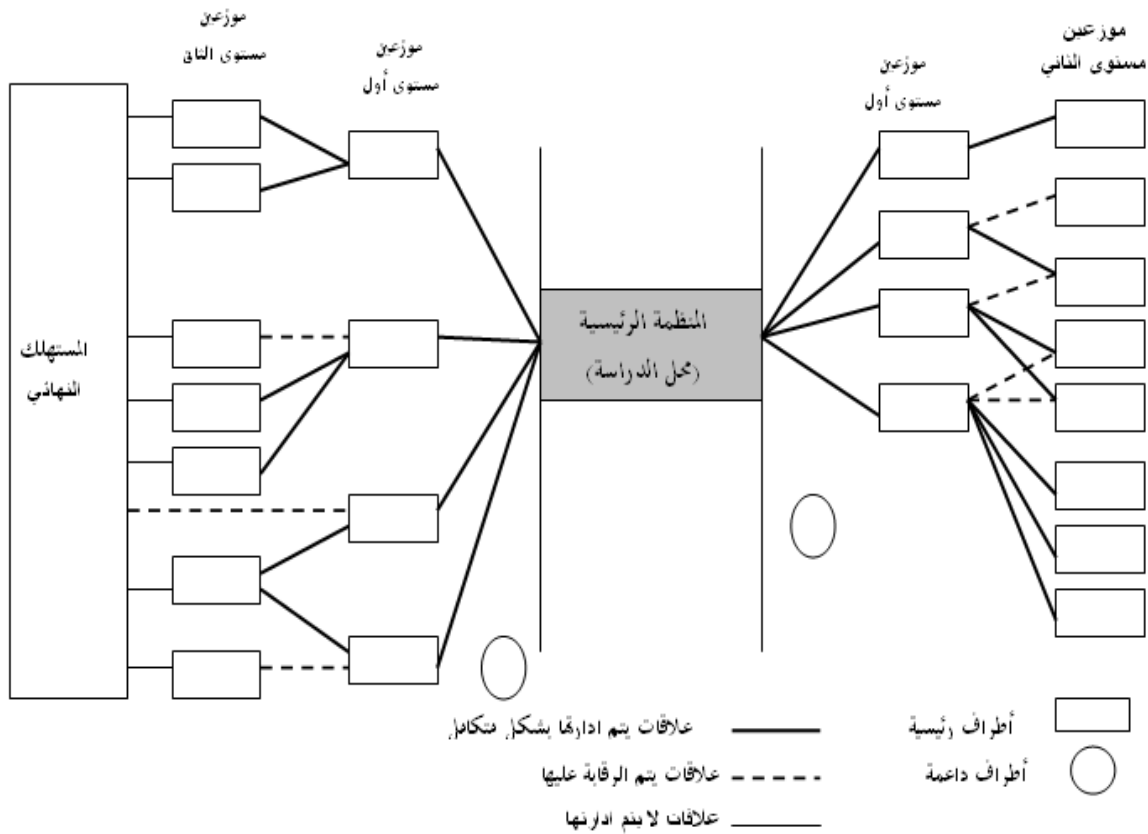 موزعين
مستوى الثاني
موزعين
مستوى أول
موزعين
مستوى أول
موزعين
مستوى الثاني
المنظمة الرئيسية
(محل الدراسة)
المستهلك
النهائي
أطراف رئيسية
أطراف داعمة
علاقات يتم ادارتها بشكل متكامل
علاقات يتم الرقابة عليها
علاقات لا يتم ادارتها